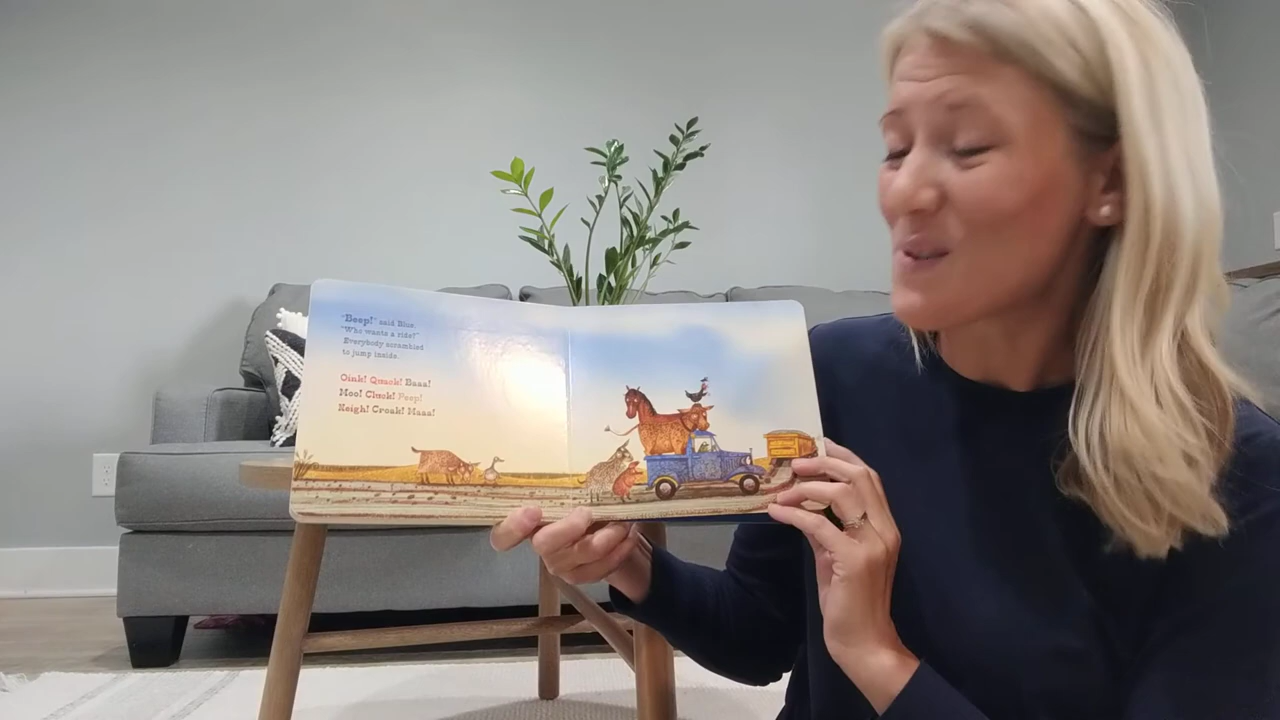 "Beep!" said Blue.
"Who wants a ride?"
Everybody scrambled
to jump inside.
Oink! Quack! Baaa!
Moo! Cluck! Peep!
Neigh! Croak! Maaa!